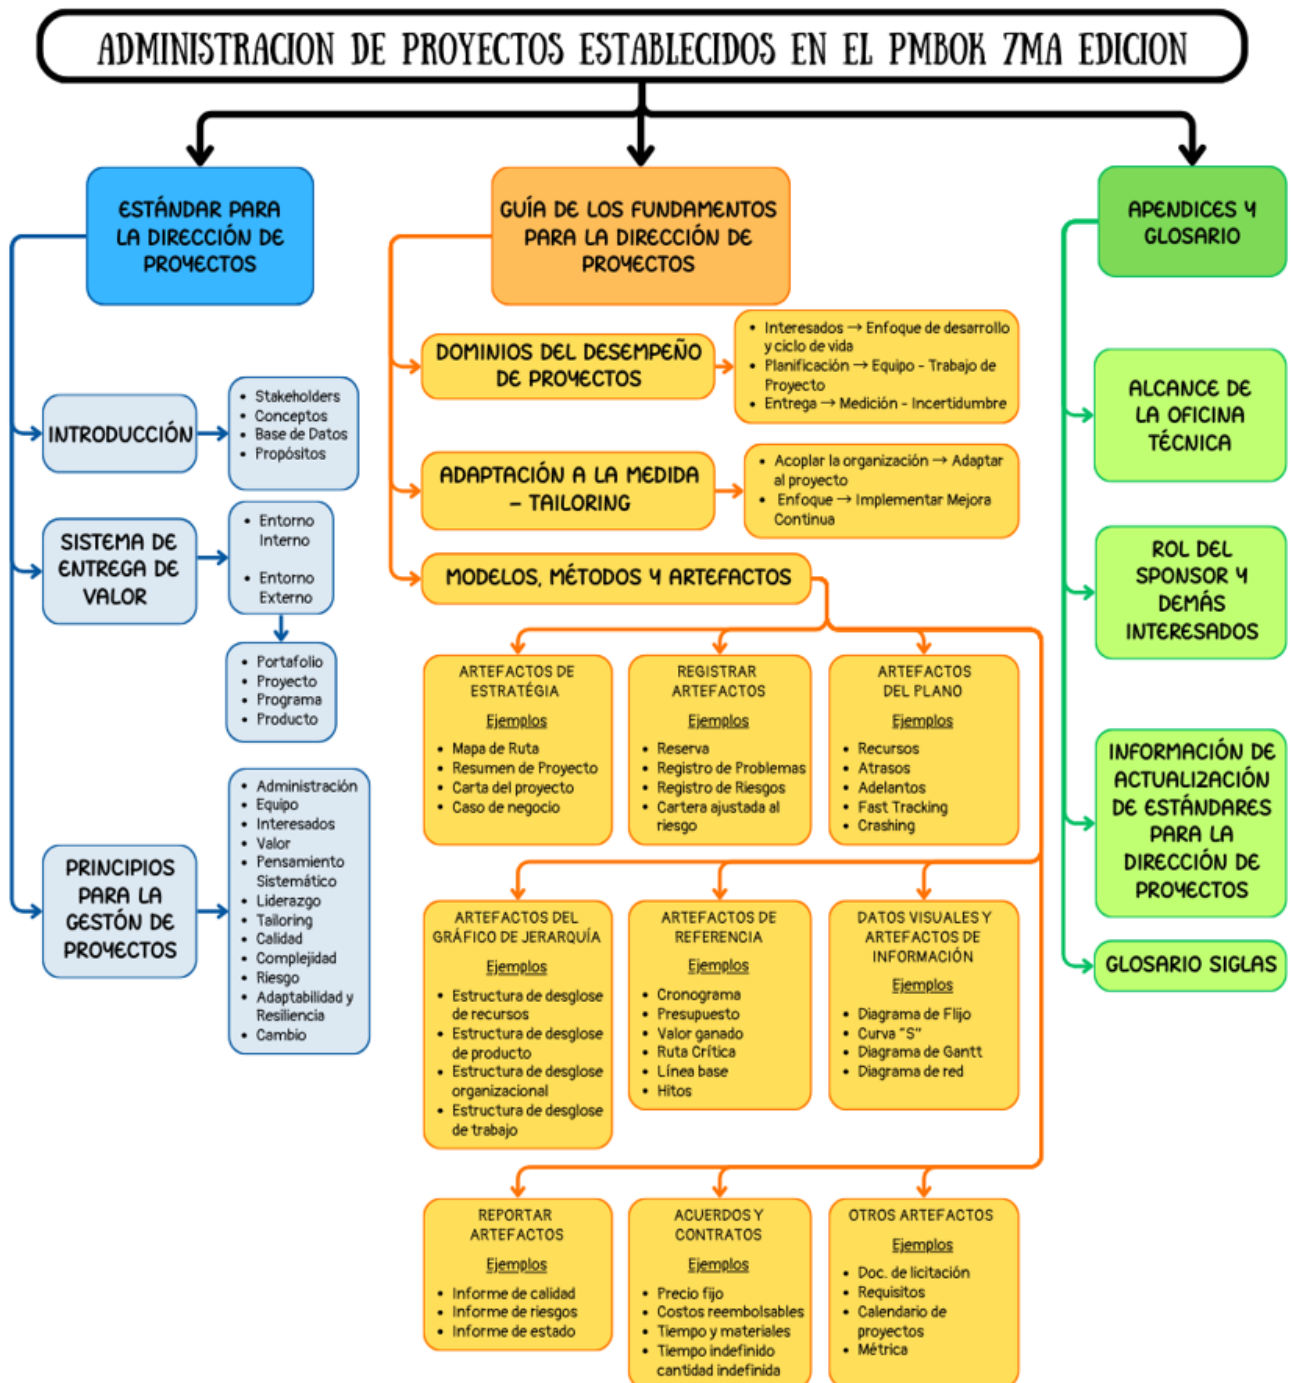 ADMINISTRACION DE PROYECTOS ESTABLECIDOS EN EL PMBOK 7MA EDICION
ESTÁNDAR PARA
LA DIRECCIÓN DE
PROYECTOS
INTRODUCCIÓN
• Stakeholders
• Conceptos
• Base de Datos
• Propósitos
SISTEMA DE
ENTREGA DE
VALOR
• Entorno
Interno
• Entorno
Externo
• Portafolio
• Proyecto
• Programa
• Producto
PRINCIPIOS
PARA LA
GESTÓN DE
PROYECTOS
• Administración
• Equipo
• Interesados
• Valor
• Pensamiento
Sistemático
• Liderazgo
• Tailoring
• Calidad
• Complejidad
• Riesgo
• Adaptabilidad y
Resiliencia
• Cambio
GUÍA DE LOS FUNDAMENTOS
PARA LA DIRECCIÓN DE
PROYECTOS
DOMINIOS DEL DESEMPEÑO
DE PROYECTOS
• Interesados → Enfoque de desarrollo
y ciclo de vida
• Planificación → Equipo - Trabajo de
Proyecto
• Entrega → Medición - Incertidumbre
ADAPTACIÓN A LA MEDIDA
– TAILORING
• Acoplar la organización → Adaptar
al proyecto
• Enfoque → Implementar Mejora
Continua
MODELOS, MÉTODOS Y ARTEFACTOS
ARTEFACTOS DE
ESTRATÉGIA
Ejemplos
• Mapa de Ruta
• Resumen de Proyecto
• Carta del proyecto
• Caso de negocio
REGISTRAR
ARTEFACTOS
Ejemplos
• Reserva
• Registro de Problemas
• Registro de Riesgos
• Cartera ajustada al
riesgo
ARTEFACTOS
DEL PLANO
Ejemplos
• Recursos
• Atrasos
• Adelantos
• Fast Tracking
• Crashing
ARTEFACTOS DEL
GRÁFICO DE JERARQUÍA
Ejemplos
• Estructura de desglose
de recursos
• Estructura de desglose
de producto
• Estructura de desglose
organizacional
• Estructura de desglose
de trabajo
ARTEFACTOS DE
REFERENCIA
Ejemplos
• Cronograma
• Presupuesto
• Valor ganado
• Ruta Crítica
• Línea base
• Hitos
DATOS VISUALES Y
ARTEFACTOS DE
INFORMACIÓN
Ejemplos
• Diagrama de Flijo
• Curva "S"
• Diagrama de Gantt
• Diagrama de red
REPORTAR
ARTEFACTOS
Ejemplos
• Informe de calidad
• Informe de riesgos
• Informe de estado
ACUERDOS Y
CONTRATOS
Ejemplos
• Precio fijo
• Costos reembolsables
• Tiempo y materiales
• Tiempo indefinido
cantidad indefinida
OTROS ARTEFACTOS
Ejemplos
• Doc. de licitación
• Requisitos
• Calendario de
proyectos
• Métrica
APENDICES Y
GLOSARIO
ALCANCE DE
LA OFICINA
TÉCNICA
ROL DEL
SPONSOR Y
DEMÁS
INTERESADOS
INFORMACIÓN DE
ACTUALIZACIÓN
DE ESTÁNDARES
PARA LA
DIRECCIÓN DE
PROYECTOS
GLOSARIO SIGLAS